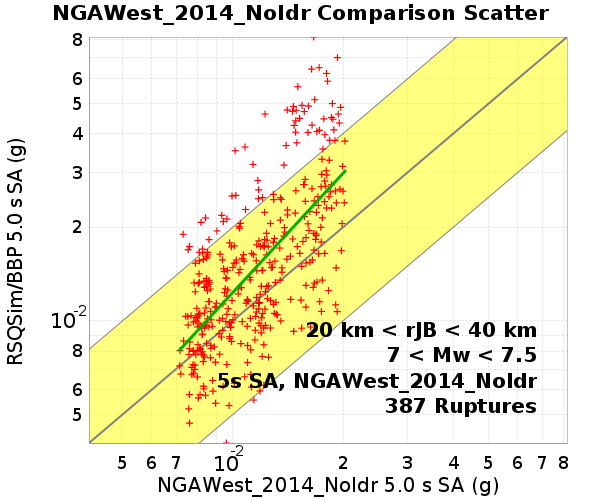 NGAWest_2014_NoIdr Comparison Scatter
RSQSim/BBP 5.0 s SA (g)
8
6
5
4
3
2
10-2
8
6
5
20 km < rJB < 40 km
7 < Mw < 7.5
5s SA, NGAWest_2014_NoIdr
387 Ruptures
5 6 7 10-2 2 3 4 5 6 7 8
NGAWest_2014_NoIdr 5.0 s SA (g)